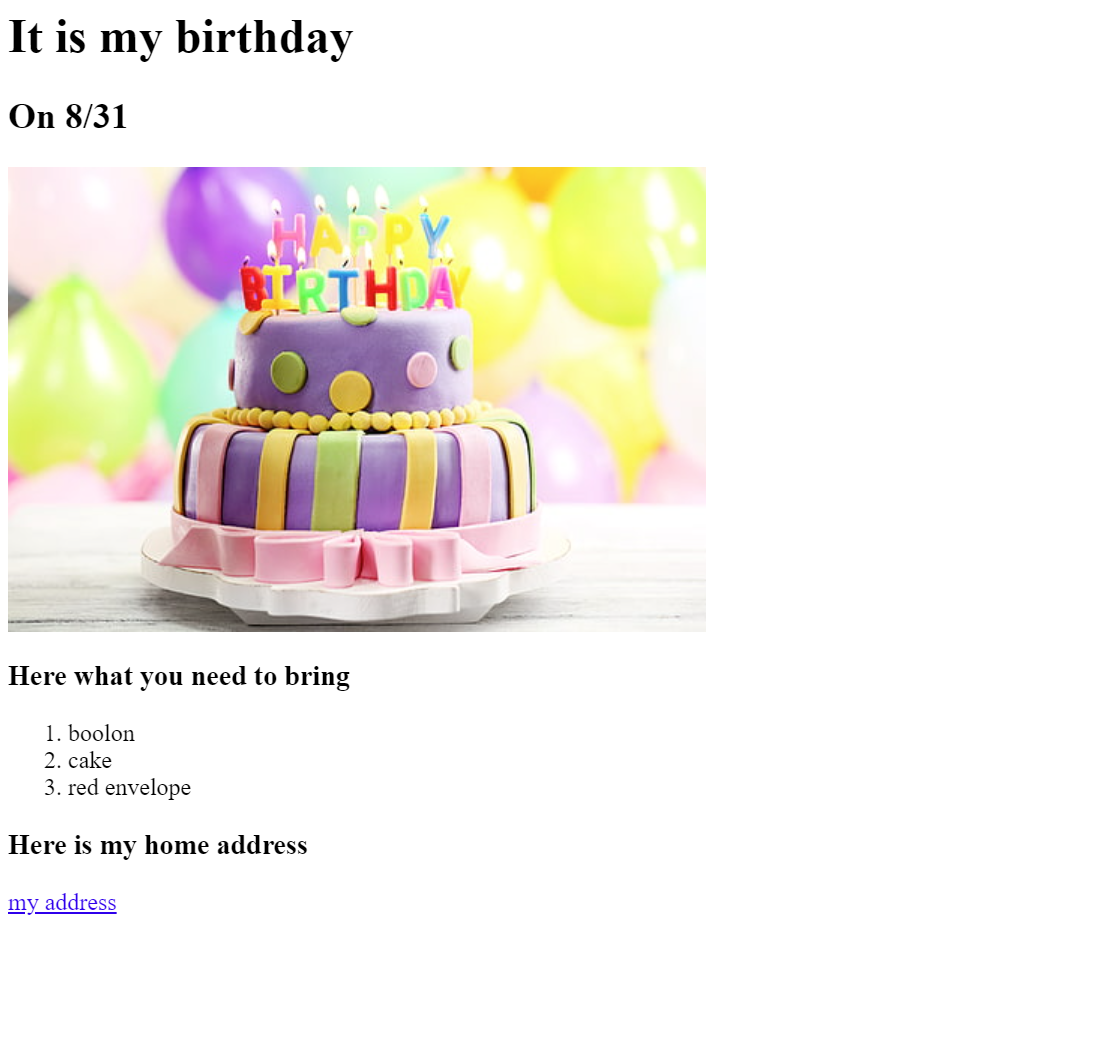 It is my birthday
On 8/31
HAPPY
BIRTHDAY
Here what you need to bring
1. boolon
2. cake
3. red envelope
Here is my home address
my address